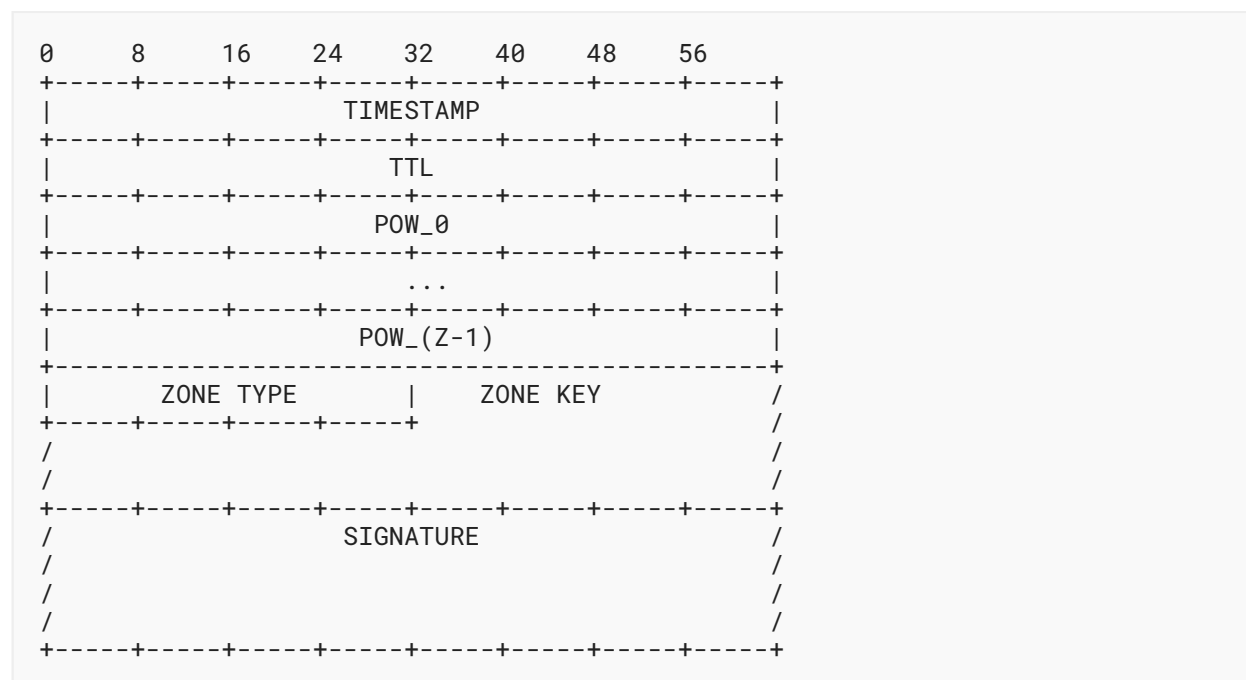 0     8     16    24    32    40    48    56
+-----+-----+-----+-----+-----+-----+-----+-----+
|                   TIMESTAMP                   |
+-----+-----+-----+-----+-----+-----+-----+-----+
|                      TTL                      |
+-----+-----+-----+-----+-----+-----+-----+-----+
|                     POW_0                     |
+-----+-----+-----+-----+-----+-----+-----+-----+
|                       ...                     |
+-----+-----+-----+-----+-----+-----+-----+-----+
|                    POW_(Z-1)                  |
+-----------------------------------------------+
|       ZONE TYPE       |    ZONE KEY           /
+-----+-----+-----+-----+                       /
/                                               /
/                                               /
+-----+-----+-----+-----+-----+-----+-----+-----+
/                   SIGNATURE                   /
/                                               /
/                                               /
/                                               /
+-----+-----+-----+-----+-----+-----+-----+-----+